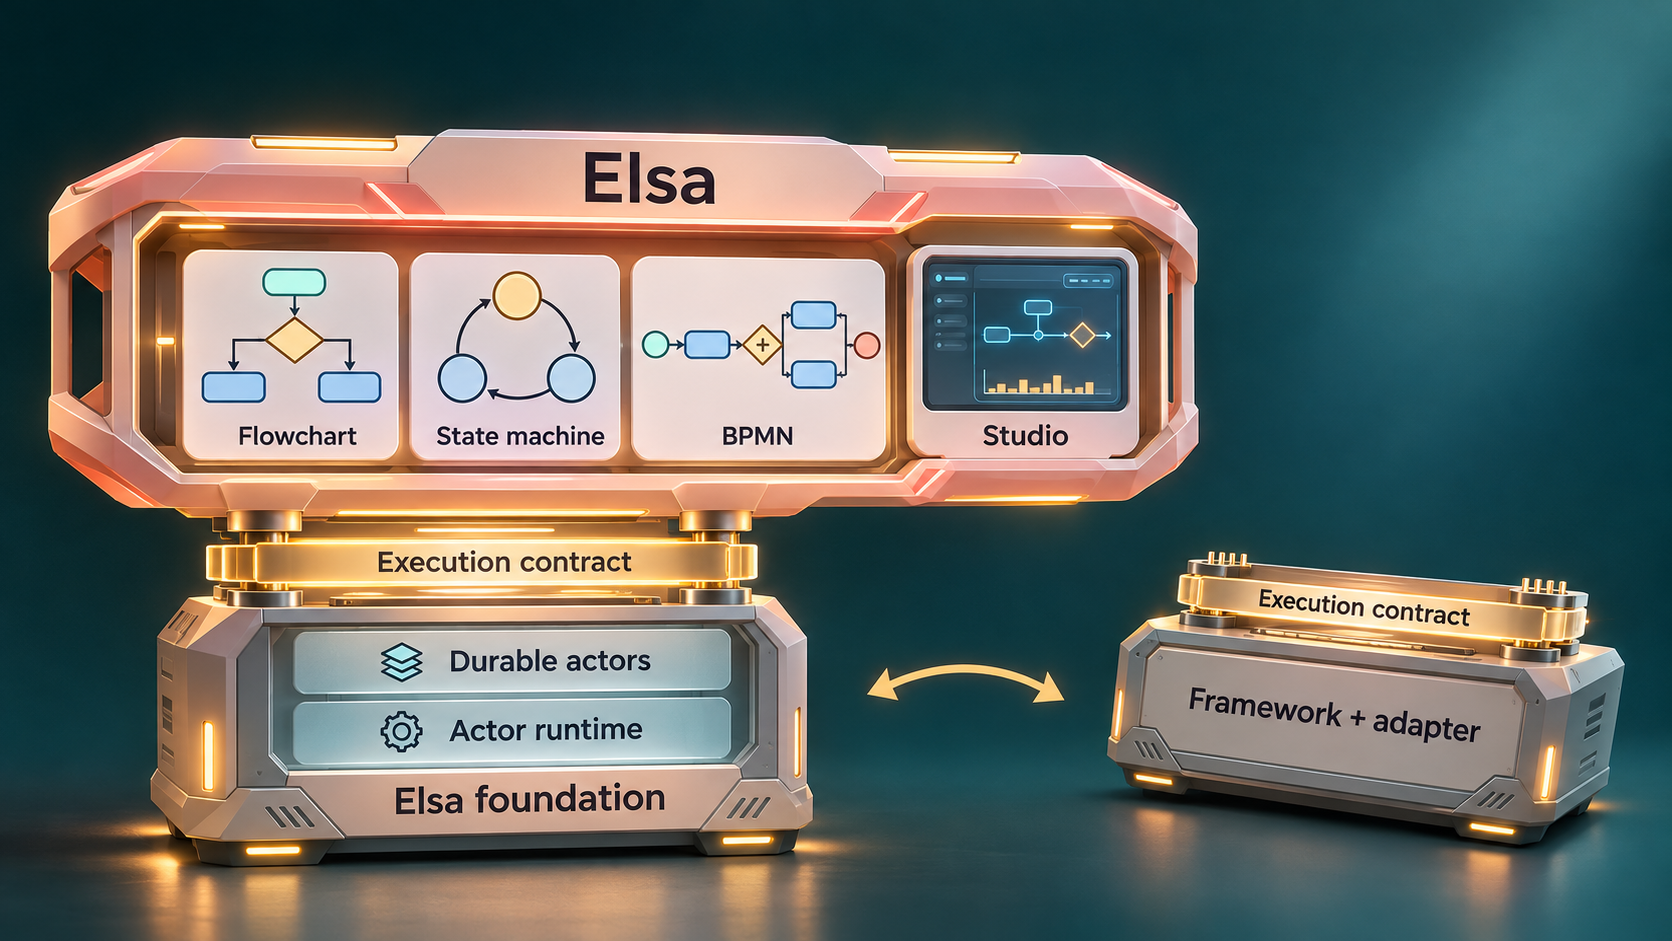 Elsa
Flowchart
State machine
BPMN
Studio
Execution contract
Durable actors
Actor runtime
Elsa foundation
Execution contract
Framework + adapter